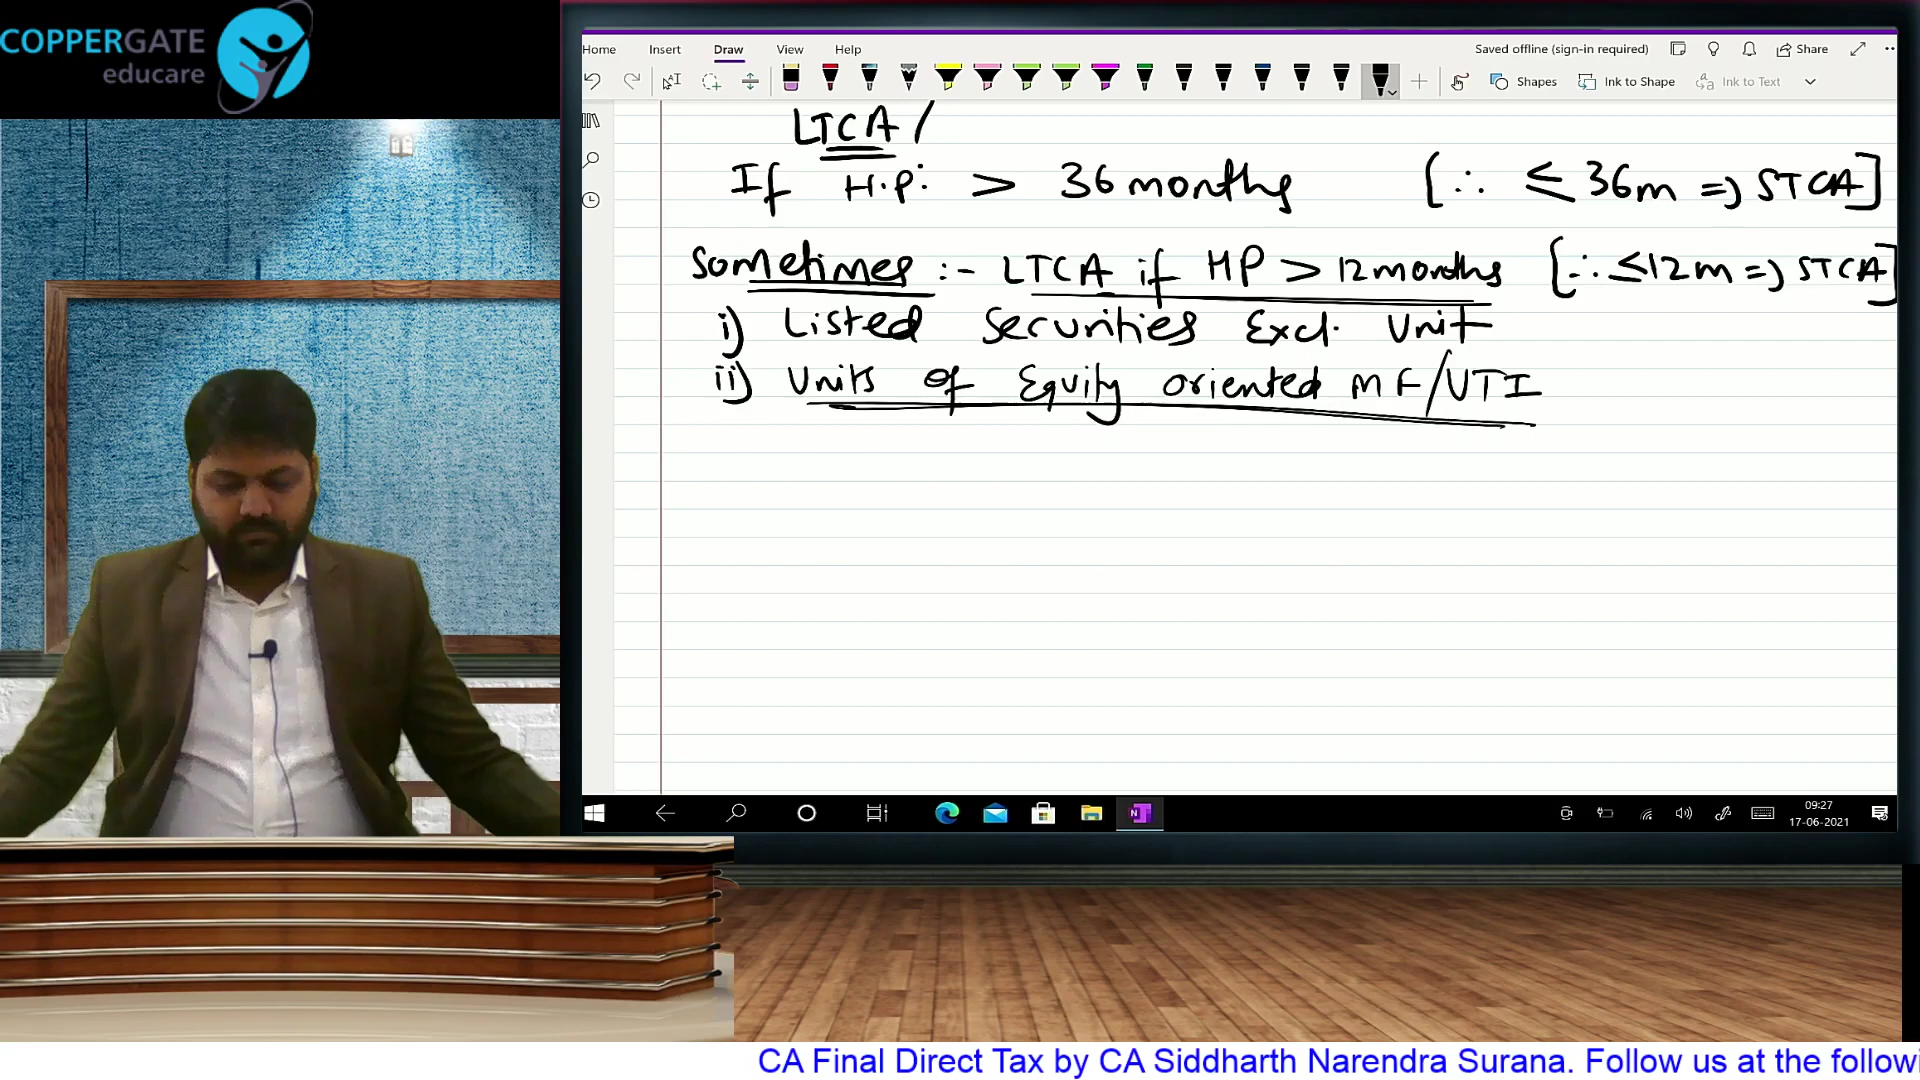 COPPERGATE
educare
Home Insert Draw View Help Saved offline (sign-in required) Share
Shapes Ink to Shape Ink to Text
LTCA /
If H.P. > 36 months [∴ ≤ 36m => STCA]
Sometimes :- LTCA if HP > 12 months [∴ ≤12m => STCA]
i) Listed Securities Excl. Unit
ii) Units of Equity oriented MF/UTI
09:27
17-06-2021
CA Final Direct Tax by CA Siddharth Narendra Surana. Follow us at the followi